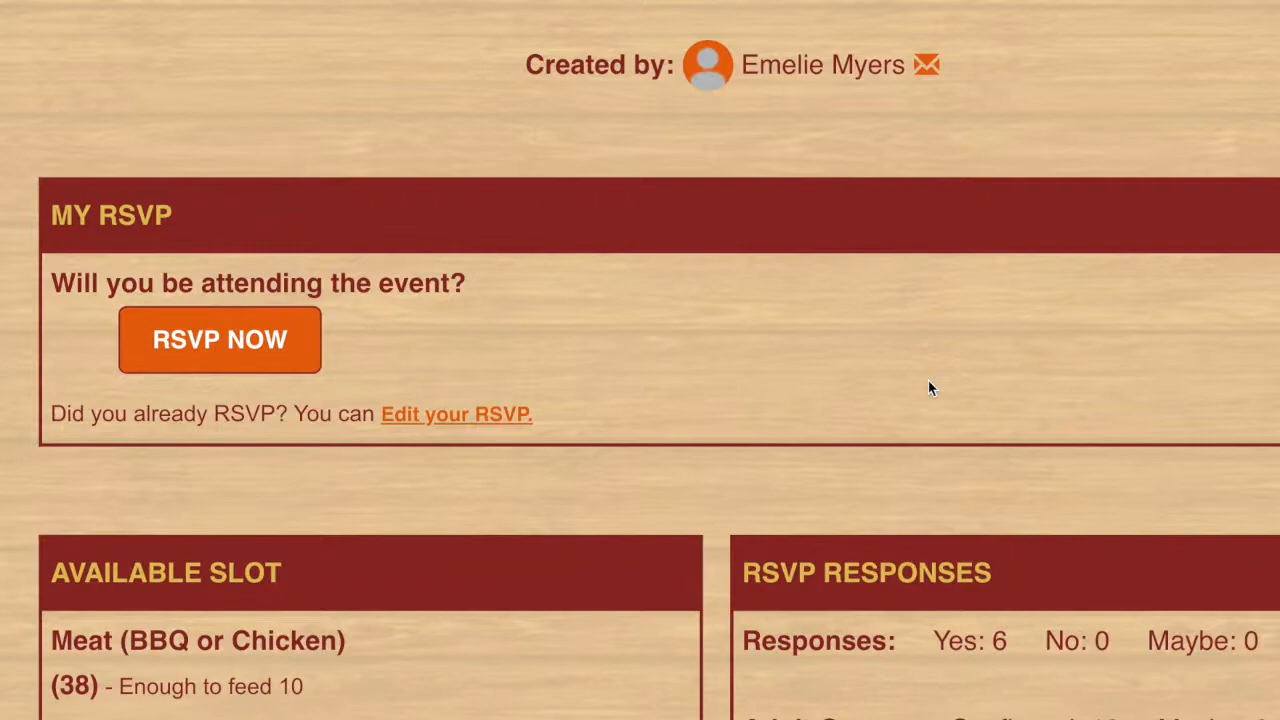 Created by: Emelie Myers
MY RSVP
Will you be attending the event?
RSVP NOW
Did you already RSVP? You can Edit your RSVP.
AVAILABLE SLOT
Meat (BBQ or Chicken)
(38) - Enough to feed 10
RSVP RESPONSES
Responses: Yes: 6 No: 0 Maybe: 0